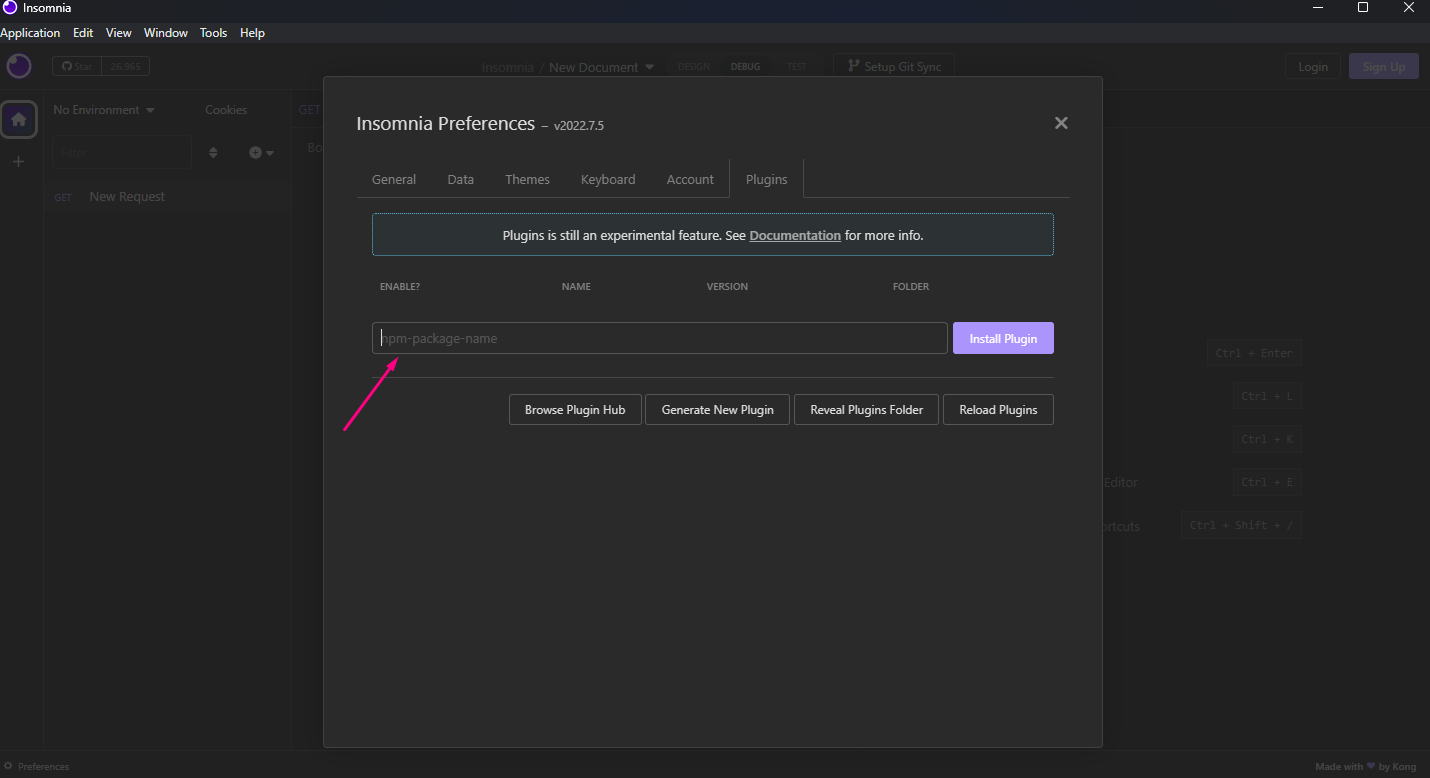 Insomnia
Application Edit View Window Tools Help
Star 26,965
Insomnia / New Document DESIGN DEBUG TEST Setup Git Sync Login Sign Up
No Environment Cookies GET
Filter
GET New Request
Insomnia Preferences – v2022.7.5
General Data Themes Keyboard Account Plugins
Plugins is still an experimental feature. See Documentation for more info.
ENABLE? NAME VERSION FOLDER
npm-package-name Install Plugin
Browse Plugin Hub Generate New Plugin Reveal Plugins Folder Reload Plugins
Ctrl + Enter
Ctrl + L
Ctrl + K
Editor Ctrl + E
Ctrl + Shift + /
Preferences Made with by Kong